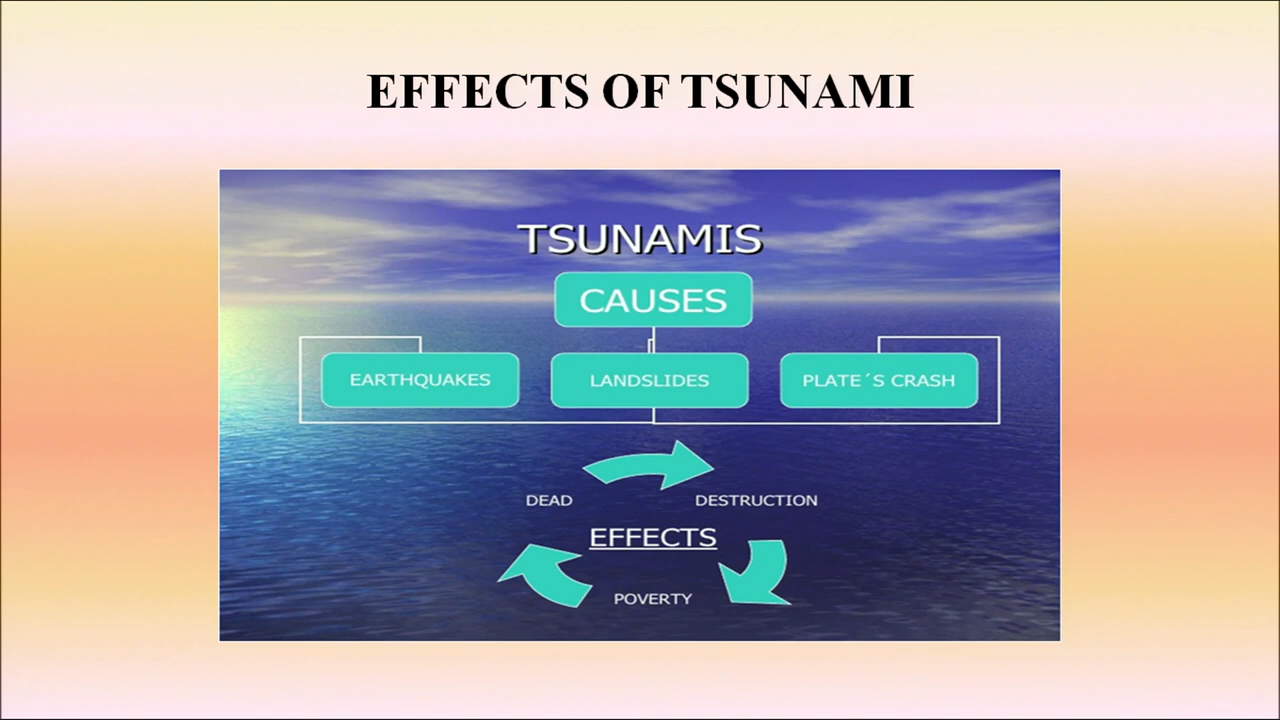 EFFECTS OF TSUNAMI
TSUNAMIS
CAUSES
EARTHQUAKES
LANDSLIDES
PLATE´S CRASH
DEAD
DESTRUCTION
EFFECTS
POVERTY